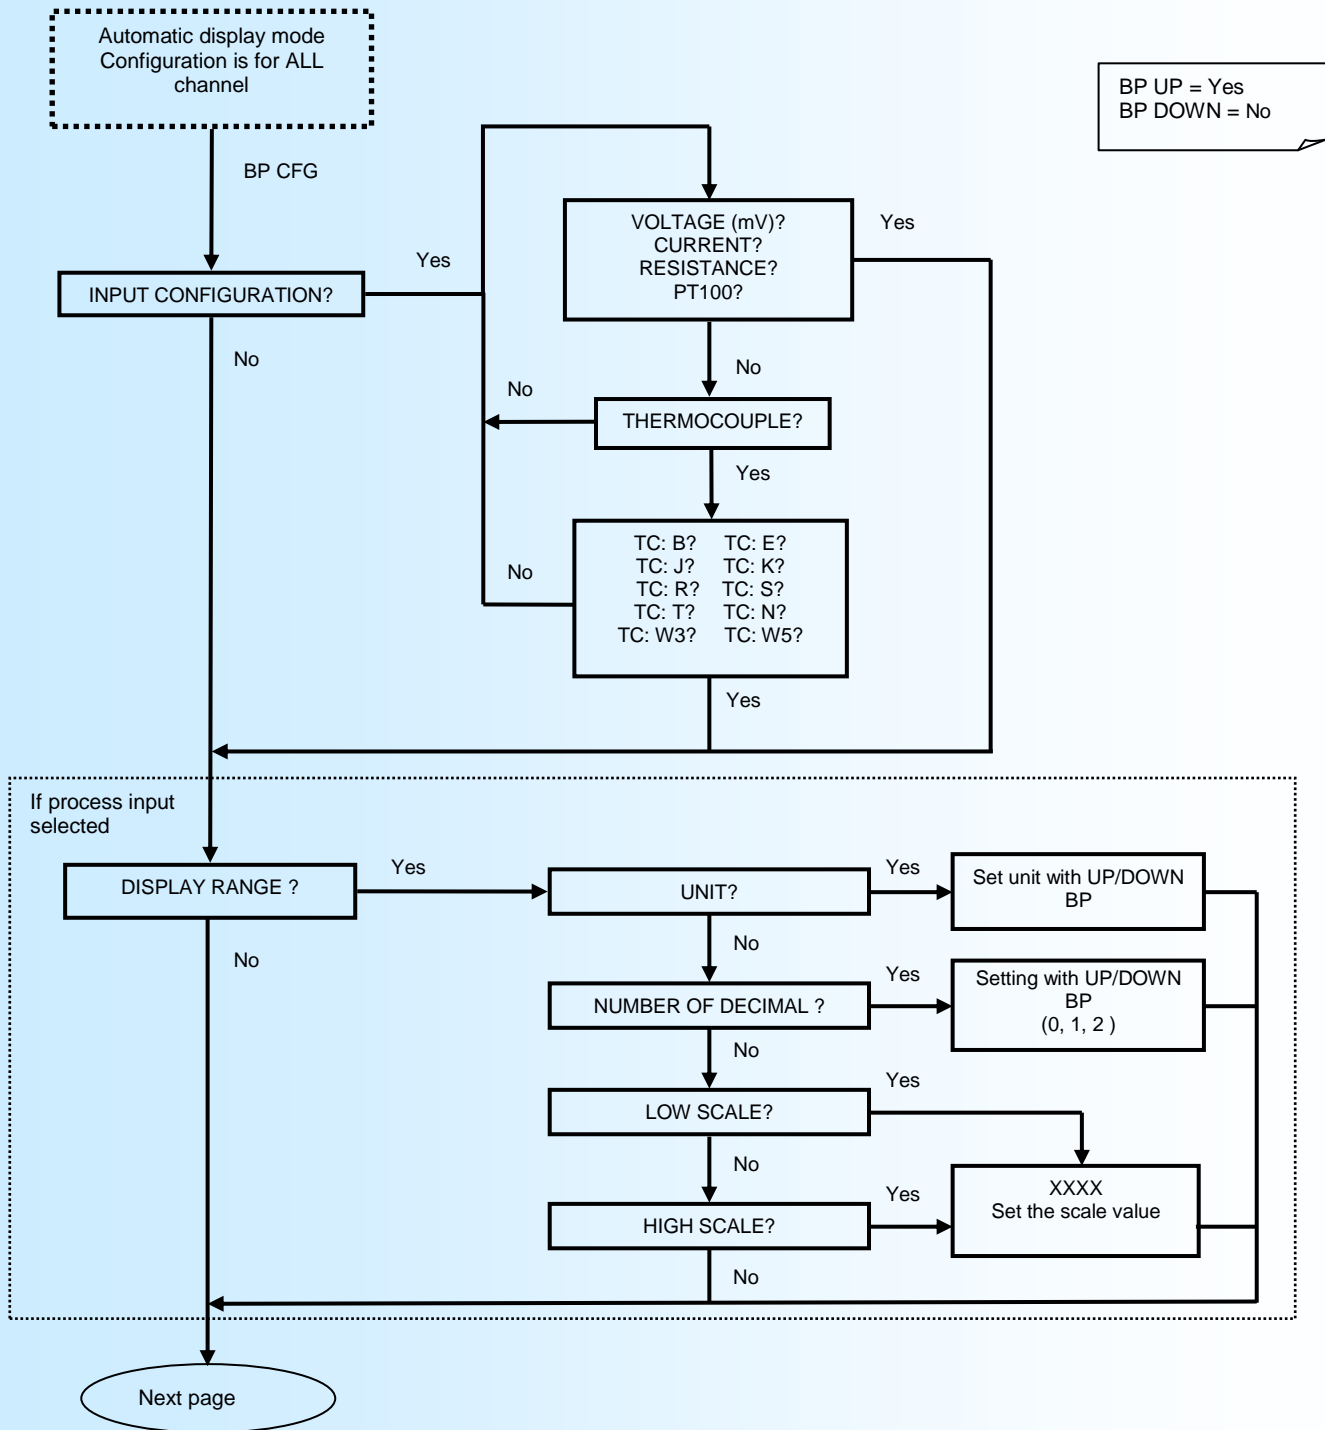 Automatic display mode
Configuration is for ALL
channel
BP UP = Yes
BP DOWN = No
BP CFG
VOLTAGE (mV)?
CURRENT?
RESISTANCE?
PT100?
Yes
Yes
INPUT CONFIGURATION?
No
No
No
THERMOCOUPLE?
Yes
TC: B? TC: E?
TC: J? TC: K?
TC: R? TC: S?
TC: T? TC: N?
TC: W3? TC: W5?
No
Yes
If process input
selected
DISPLAY RANGE ?
Yes
UNIT?
Yes
Set unit with UP/DOWN
BP
No
No
NUMBER OF DECIMAL ?
Yes
Setting with UP/DOWN
BP
(0, 1, 2 )
No
LOW SCALE?
Yes
No
HIGH SCALE?
Yes
XXXX
Set the scale value
No
Next page